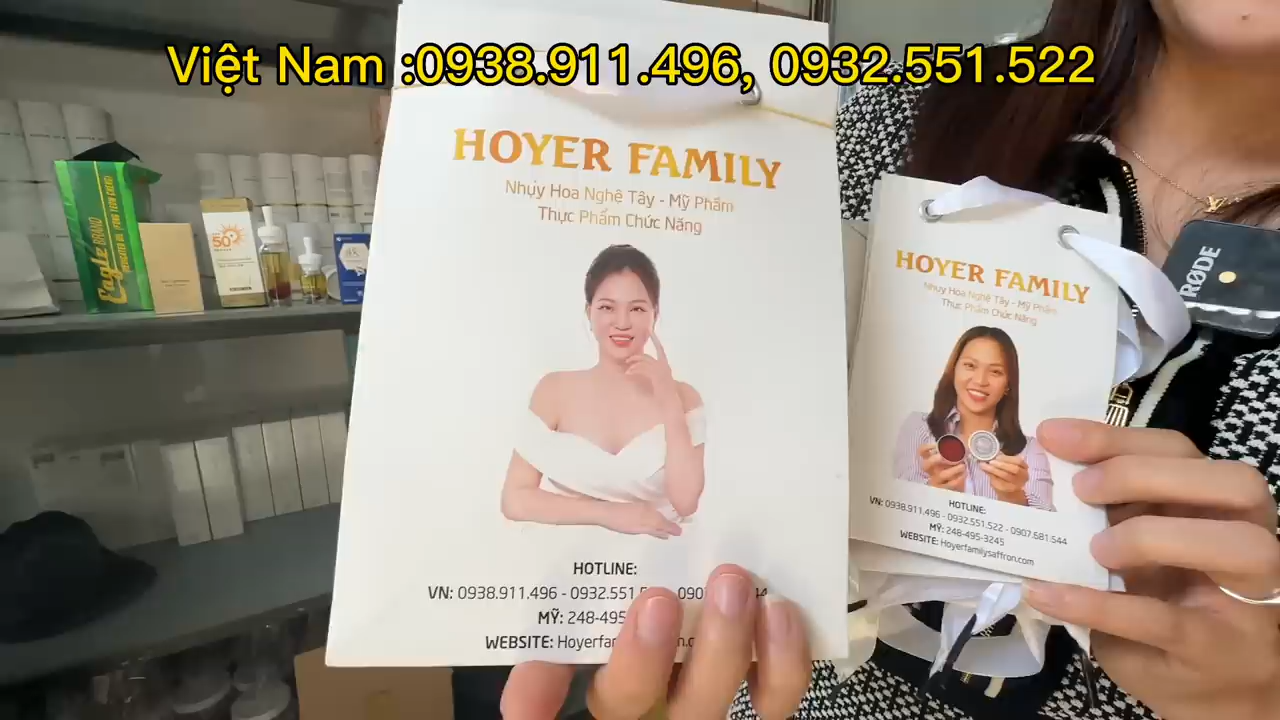 Việt Nam :0938.911.496, 0932.551.522
HOYER FAMILY
Nhụy Hoa Nghệ Tây - Mỹ Phẩm
Thực Phẩm Chức Năng
HOTLINE:
VN: 0938.911.496 - 0932.551
MỸ: 248-495
WEBSITE:
HOYER FAMILY
Nhụy Hoa Nghệ Tây - Mỹ Phẩm
Thực Phẩm Chức Năng
HOTLINE:
VN: 0938.911.496 - 0932.551.522 - 0907.681.544
MỸ: 248-495-3245
WEBSITE: Hoyerfamilysaffron.com
RØDE
Eagle BRAND
50